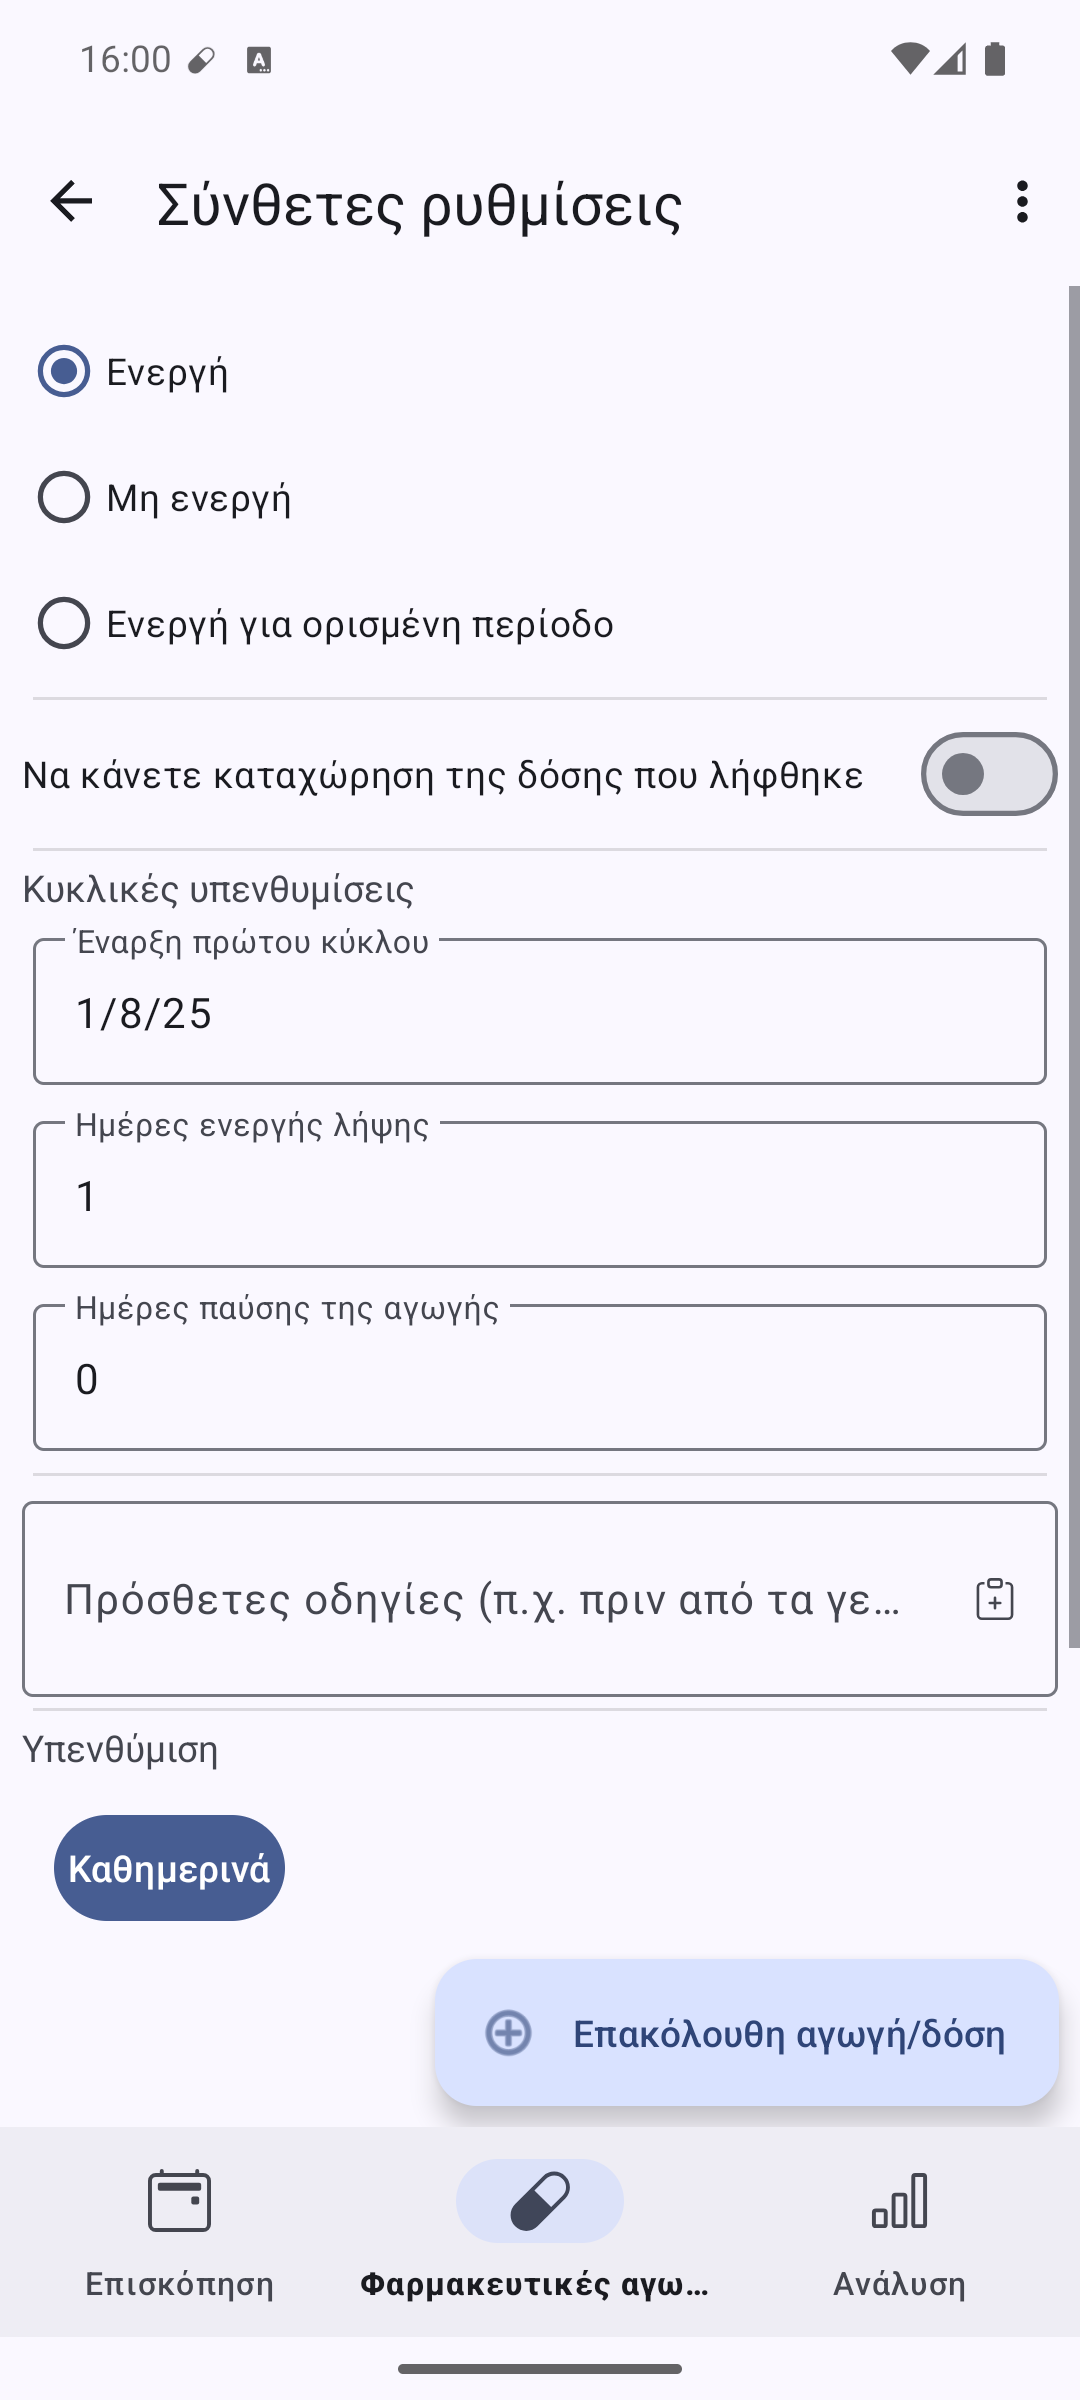 16:00
Σύνθετες ρυθμίσεις
Ενεργή
Μη ενεργή
Ενεργή για ορισμένη περίοδο
Να κάνετε καταχώρηση της δόσης που λήφθηκε
Κυκλικές υπενθυμίσεις
Έναρξη πρώτου κύκλου
1/8/25
Ημέρες ενεργής λήψης
1
Ημέρες παύσης της αγωγής
0
Πρόσθετες οδηγίες (π.χ. πριν από τα γε…
Υπενθύμιση
Καθημερινά
Επακόλουθη αγωγή/δόση
Επισκόπηση
Φαρμακευτικές αγω…
Ανάλυση